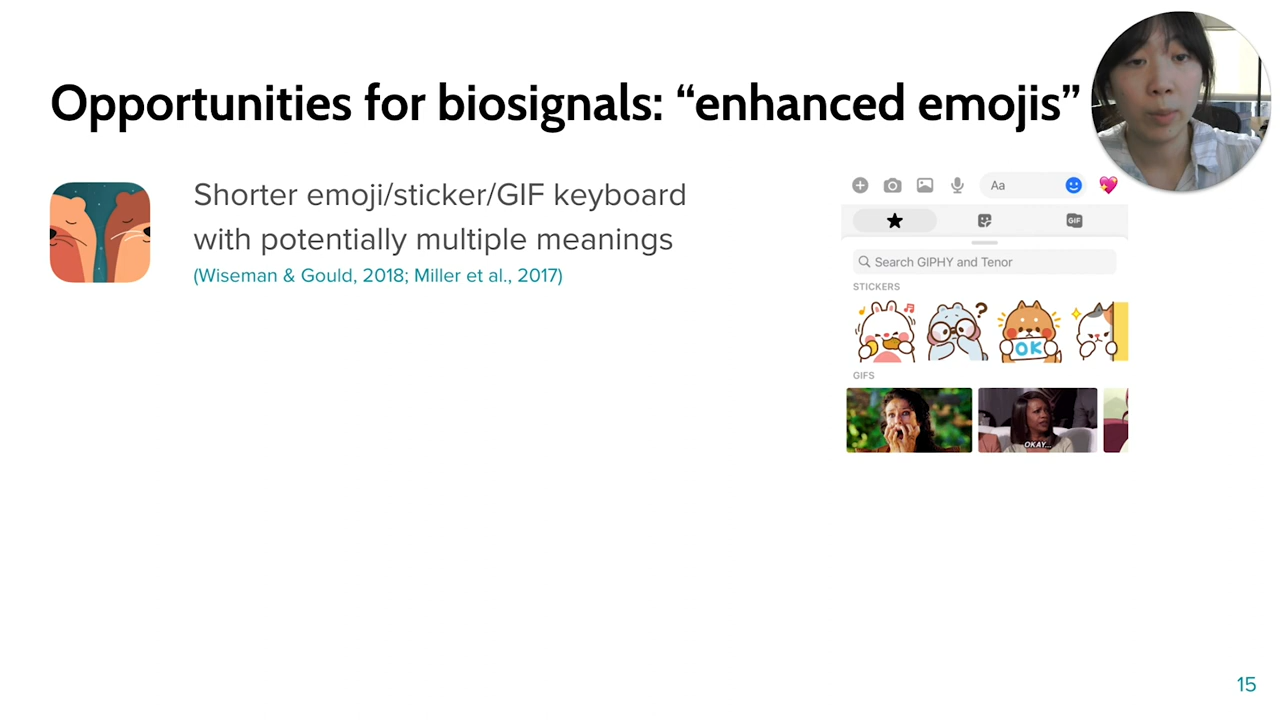 Opportunities for biosignals: “enhanced emojis”
Shorter emoji/sticker/GIF keyboard
with potentially multiple meanings
(Wiseman & Gould, 2018; Miller et al., 2017)
Aa
GIF
Search GIPHY and Tenor
STICKERS
?
OK
GIFS
OKAY...
15